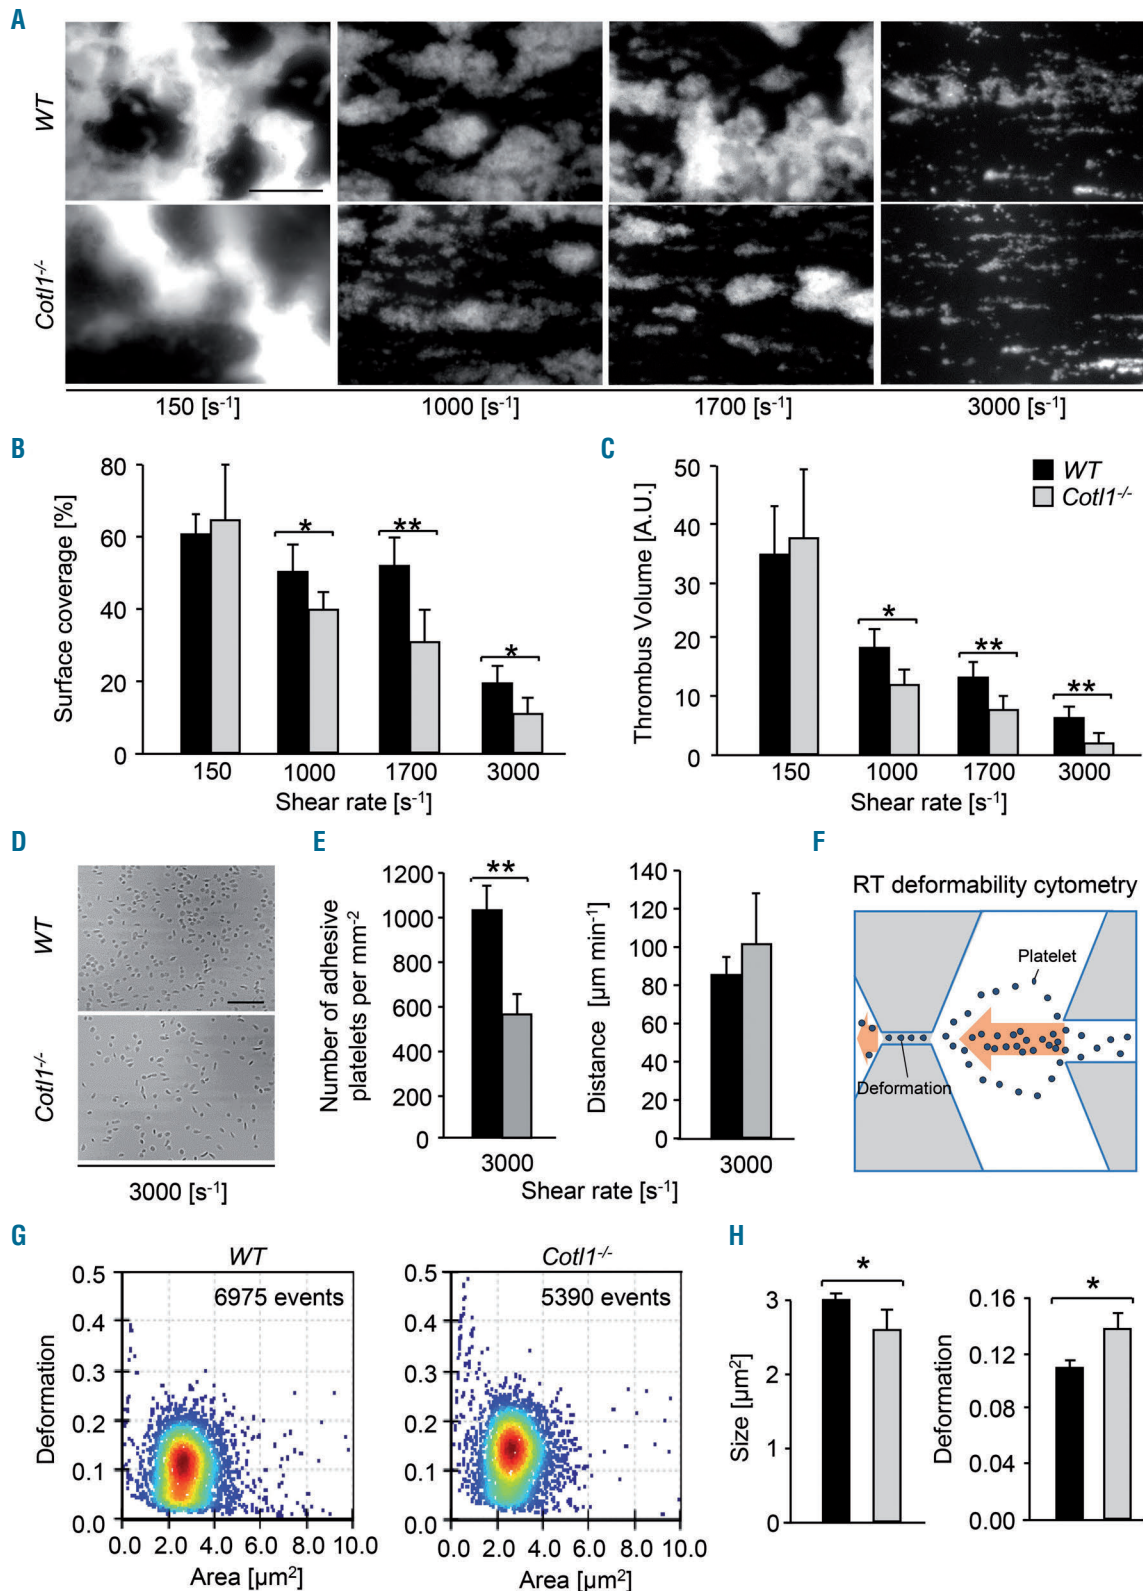 A
WT
Cotl1-/-
150 [s-1]
1000 [s-1]
1700 [s-1]
3000 [s-1]
B
Surface coverage [%]
80
60
40
20
0
*
**
*
150
1000
1700
3000
Shear rate [s-1]
C
Thrombus Volume [A.U.]
50
40
30
20
10
0
WT
Cotl1-/-
*
**
**
150
1000
1700
3000
Shear rate [s-1]
D
WT
Cotl1-/-
3000 [s-1]
E
Number of adhesive
platelets per mm-2
1200
1000
800
600
400
200
0
**
3000
Distance [µm min-1]
140
120
100
80
60
40
20
0
3000
Shear rate [s-1]
F
RT deformability cytometry
Platelet
Deformation
G
WT
6975 events
Deformation
0.5
0.4
0.3
0.2
0.1
0.0
0.0 2.0 4.0 6.0 8.0 10.0
Area [µm2]
Cotl1-/-
5390 events
0.5
0.4
0.3
0.2
0.1
0.0
0.0 2.0 4.0 6.0 8.0 10.0
Area [µm2]
H
Size [µm2]
3
2
1
0
*
Deformation
0.16
0.12
0.08
0.04
0.00
*